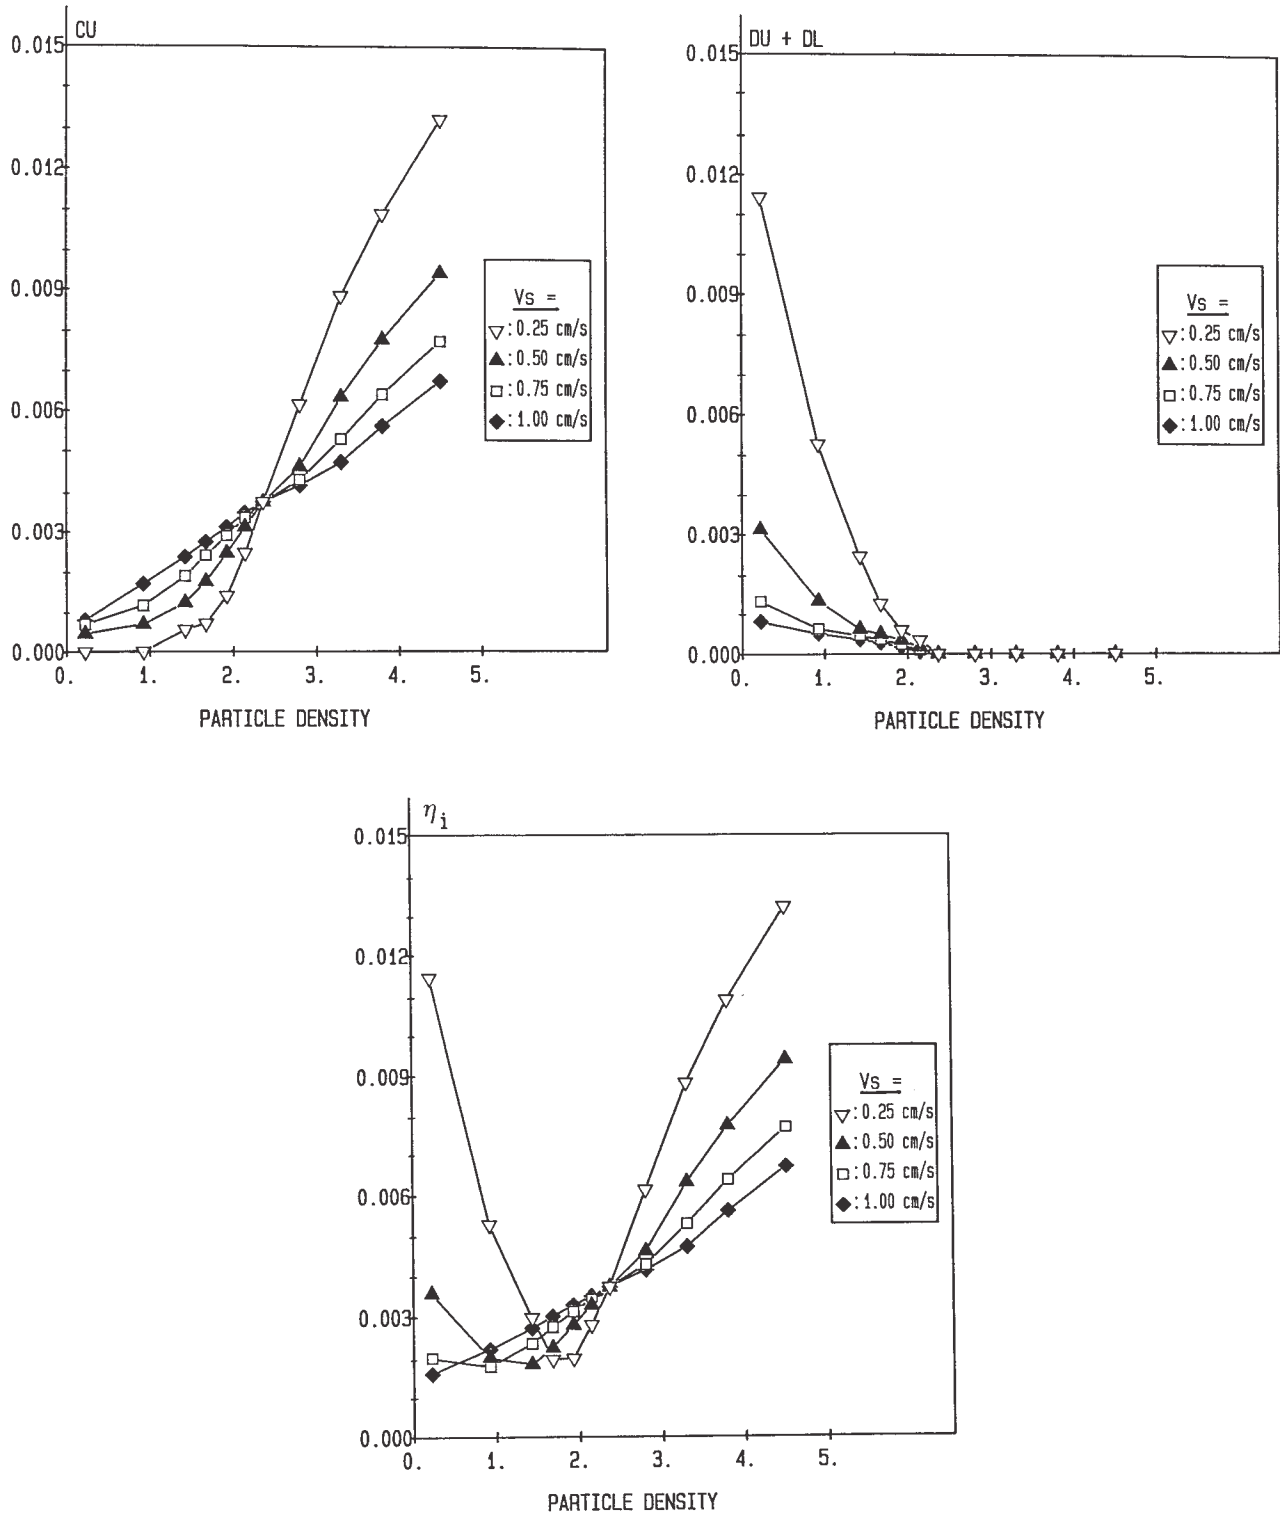 CU
0.015
0.012
0.009
0.006
0.003
0.000
0. 1. 2. 3. 4. 5.
PARTICLE DENSITY
Vs =
▽:0.25 cm/s
▲:0.50 cm/s
□:0.75 cm/s
◆:1.00 cm/s
DU + DL
0.015
0.012
0.009
0.006
0.003
0.000
0. 1. 2. 3. 4. 5.
PARTICLE DENSITY
Vs =
▽:0.25 cm/s
▲:0.50 cm/s
□:0.75 cm/s
◆:1.00 cm/s
ηi
0.015
0.012
0.009
0.006
0.003
0.000
0. 1. 2. 3. 4. 5.
PARTICLE DENSITY
Vs =
▽:0.25 cm/s
▲:0.50 cm/s
□:0.75 cm/s
◆:1.00 cm/s